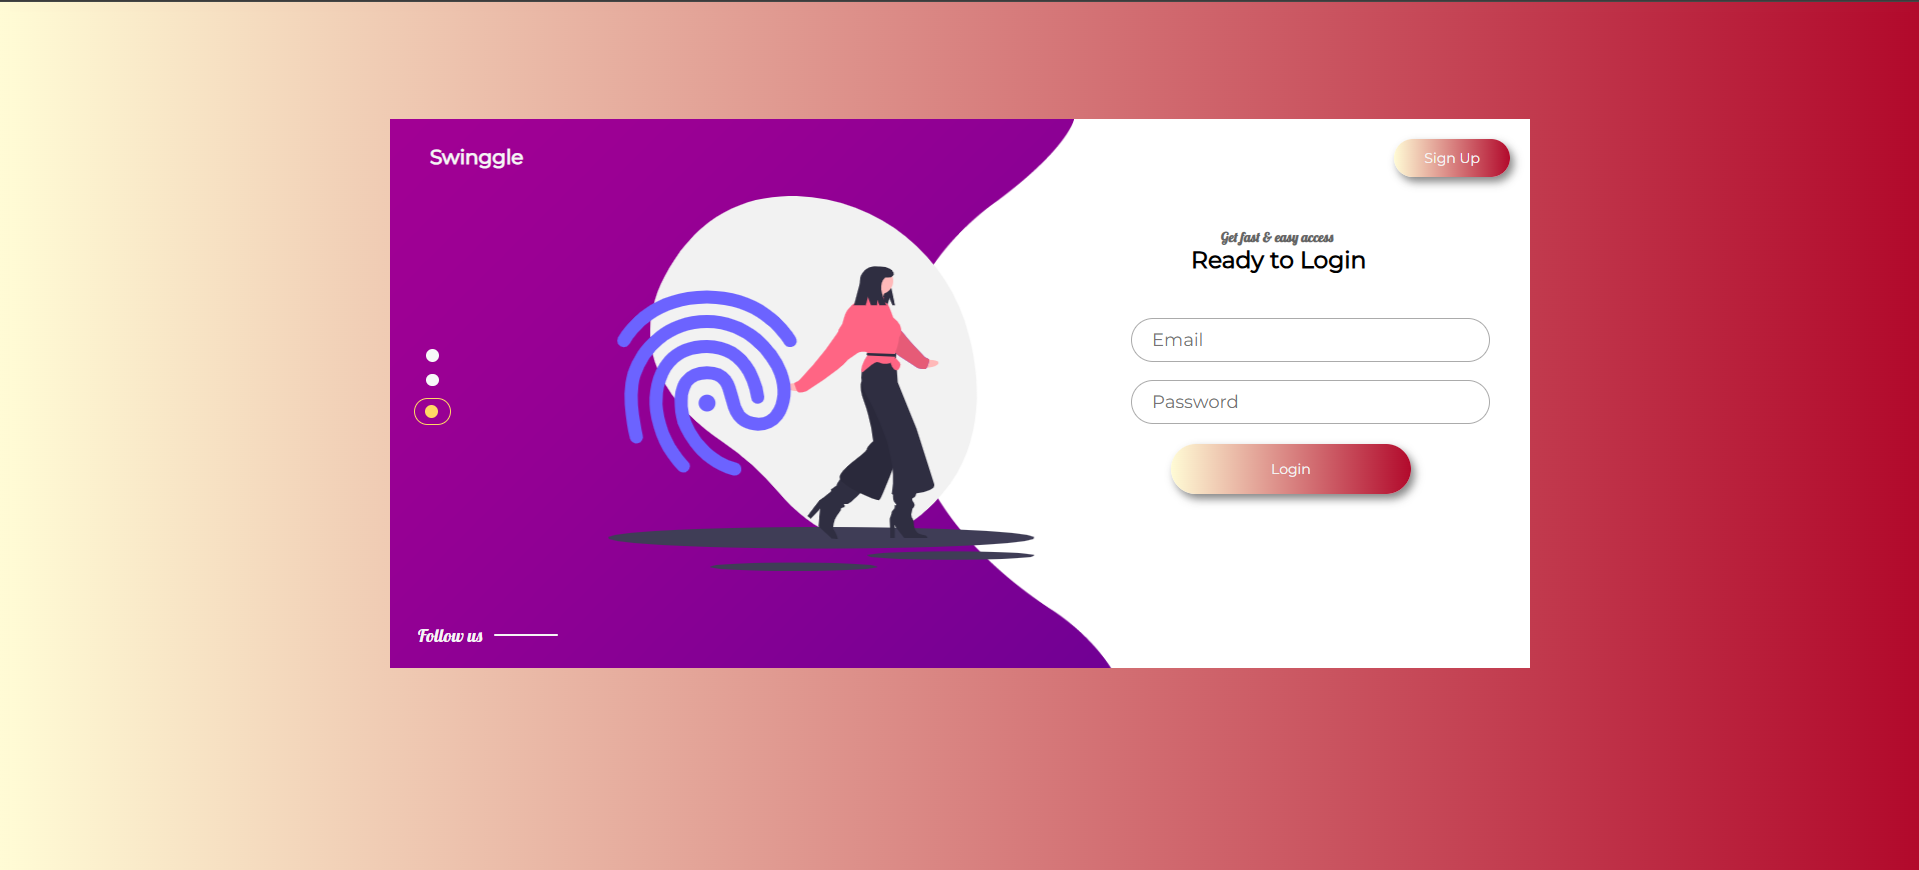 Swinggle
Sign Up
Get fast & easy access
Ready to Login
Email
Password
Login
Follow us